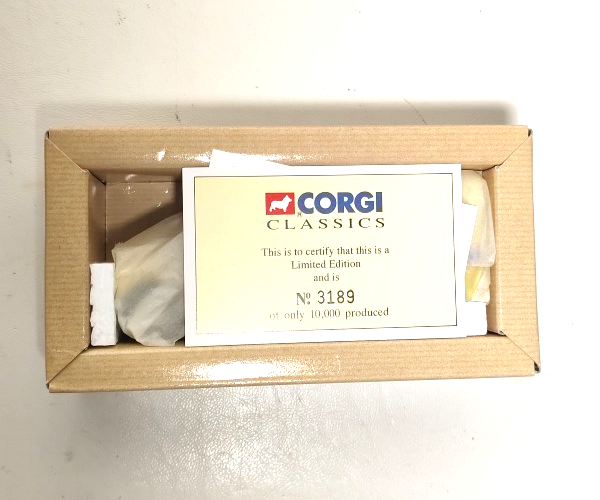 CORGI
CLASSICS
This is to certify that this is a
Limited Edition
and is
No 3189
of only 10,000 produced